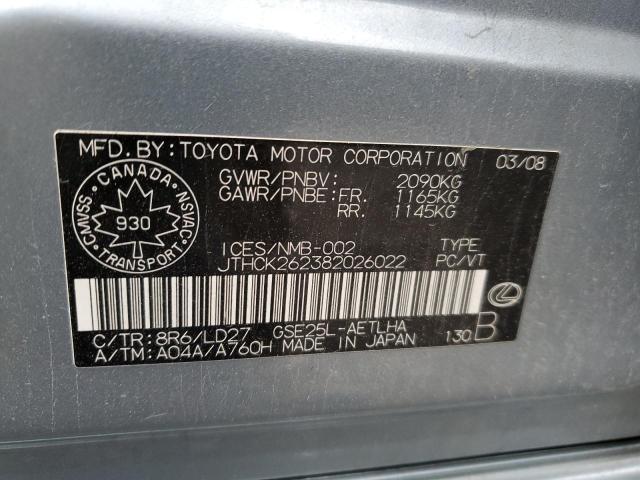 MFD. BY: TOYOTA MOTOR CORPORATION 03/08
GVWR/PNBV: 2090KG
GAWR/PNBE: FR. 1165KG
RR. 1145KG
CANADA
CMVSS 930 NSVAC
TRANSPORT
ICES/NMB-002 TYPE
JTHCK262382026022 PC/VT
C/TR: 8R6/LD27 GSE25L-AETLHA
A/TM: A04A/A760H MADE IN JAPAN 130 B